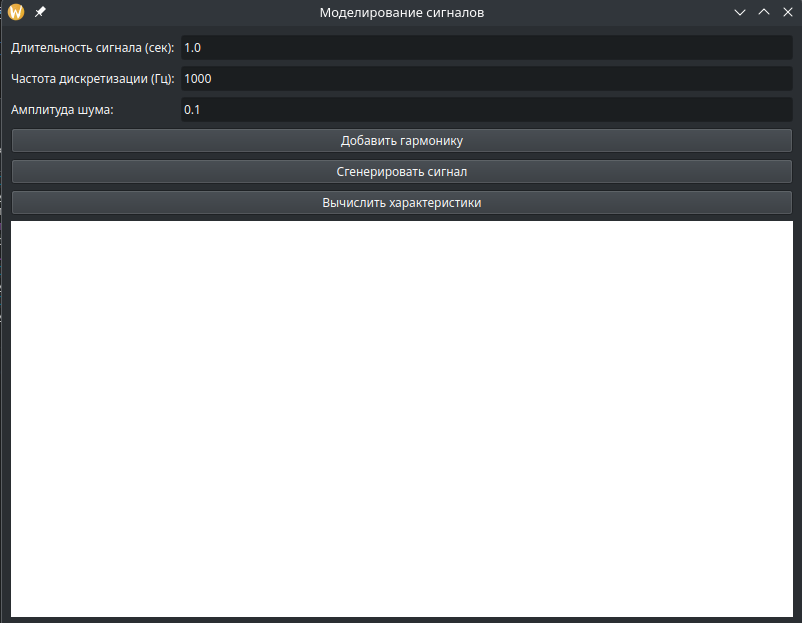 Моделирование сигналов
Длительность сигнала (сек): 1.0
Частота дискретизации (Гц): 1000
Амплитуда шума: 0.1
Добавить гармонику
Сгенерировать сигнал
Вычислить характеристики